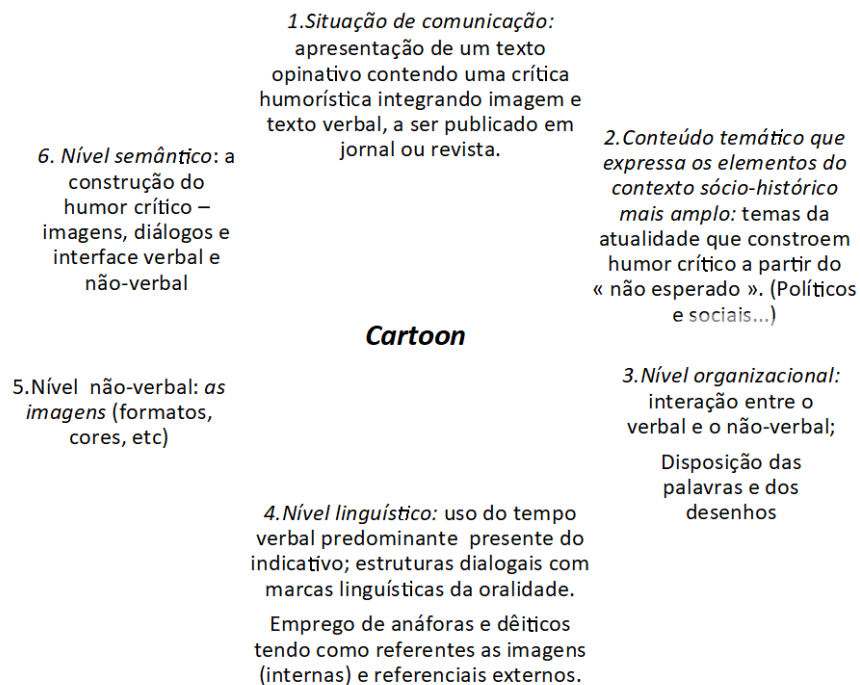 1.Situação de comunicação:
apresentação de um texto
opinativo contendo uma crítica
humorística integrando imagem e
texto verbal, a ser publicado em
jornal ou revista.
2.Conteúdo temático que
expressa os elementos do
contexto sócio-histórico
mais amplo: temas da
atualidade que constroem
humor crítico a partir do
« não esperado ». (Políticos
e sociais...)
3.Nível organizacional:
interação entre o
verbal e o não-verbal;
Disposição das
palavras e dos
desenhos
4.Nível linguístico: uso do tempo
verbal predominante presente do
indicativo; estruturas dialogais com
marcas linguísticas da oralidade.
Emprego de anáforas e dêiticos
tendo como referentes as imagens
(internas) e referenciais externos.
5.Nível não-verbal: as
imagens (formatos,
cores, etc)
6. Nível semântico: a
construção do
humor crítico –
imagens, diálogos e
interface verbal e
não-verbal
Cartoon